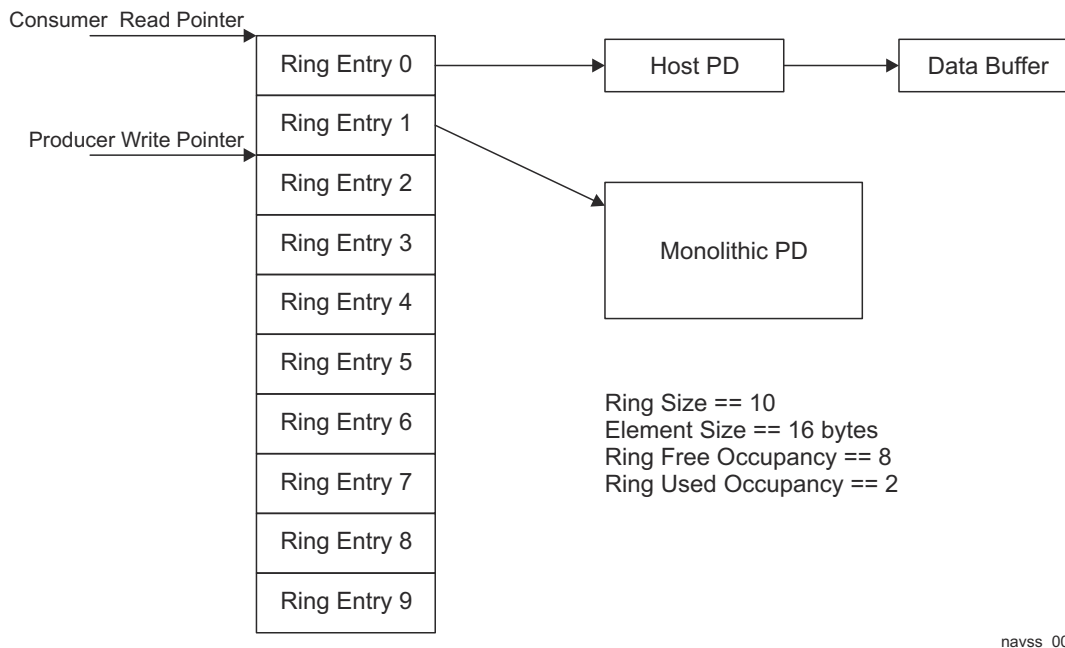 Consumer Read Pointer
Ring Entry 0
Host PD
Data Buffer
Ring Entry 1
Producer Write Pointer
Ring Entry 2
Ring Entry 3
Monolithic PD
Ring Entry 4
Ring Entry 5
Ring Entry 6
Ring Entry 7
Ring Entry 8
Ring Entry 9
Ring Size == 10
Element Size == 16 bytes
Ring Free Occupancy == 8
Ring Used Occupancy == 2
navss_00